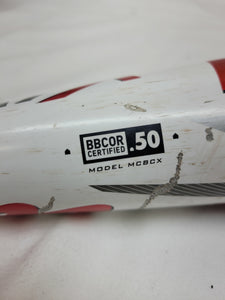 BBCOR
CERTIFIED
.50
MODEL MCBCX